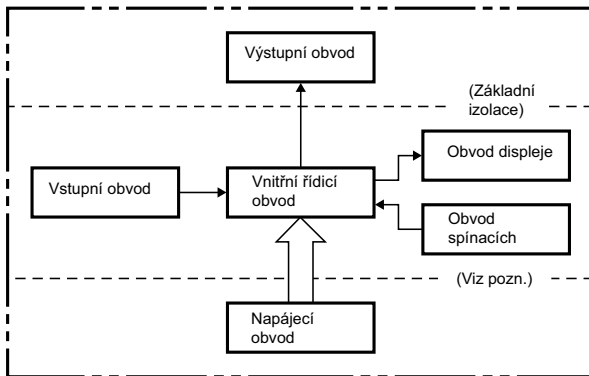 Výstupní obvod
(Základní
izolace)
Obvod displeje
Vstupní obvod
Vnitřní řídicí
obvod
Obvod
spínacích
(Viz pozn.)
Napájecí
obvod